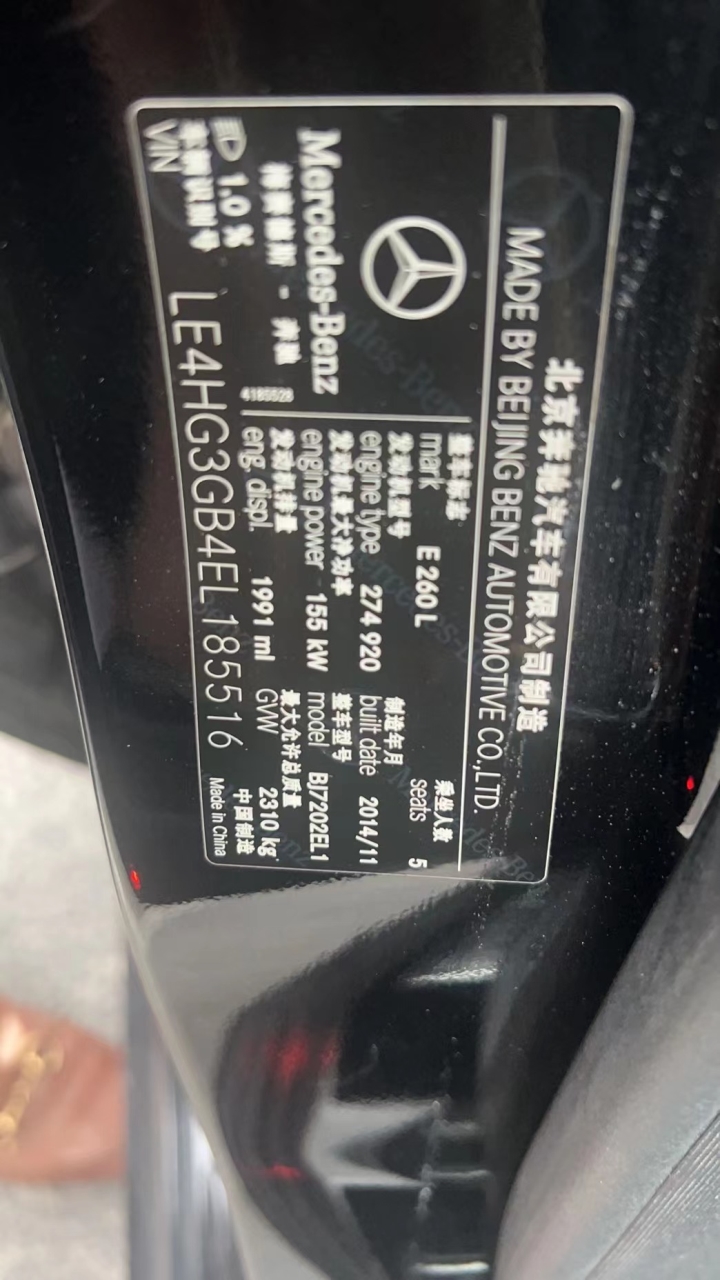 北京奔驰汽车有限公司制造
MADE BY BEIJING BENZ AUTOMOTIVE CO.,LTD.
Mercedes-Benz
梅赛德斯 - 奔驰
1.0 %
4185528
整车标志
mark E 260 L
乘坐人数
seats 5
发动机型号
engine type 274 920
制造年月
built date 2014/11
发动机最大净功率
engine power 155 kW
整车型号
model BJ7202EL1
发动机排量
eng. displ. 1991 ml
最大允许总质量
GVW 2310 kg
车辆识别号
VIN LE4HG3GB4EL185516
中国制造
Made in China